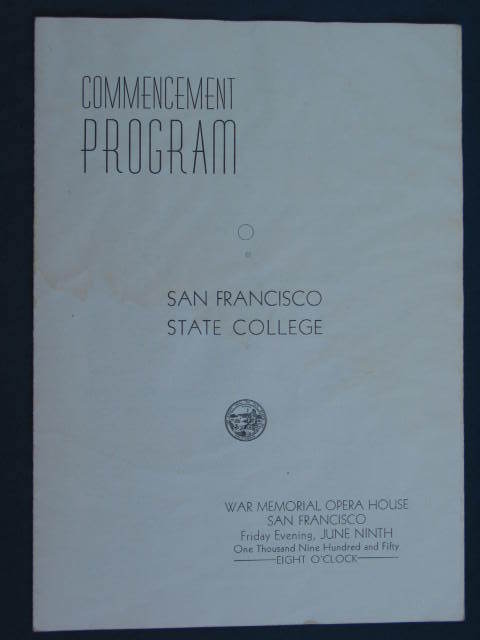 COMMENCEMENT
PROGRAM
SAN FRANCISCO
STATE COLLEGE
WAR MEMORIAL OPERA HOUSE
SAN FRANCISCO
Friday Evening, JUNE NINTH
One Thousand Nine Hundred and Fifty
EIGHT O'CLOCK